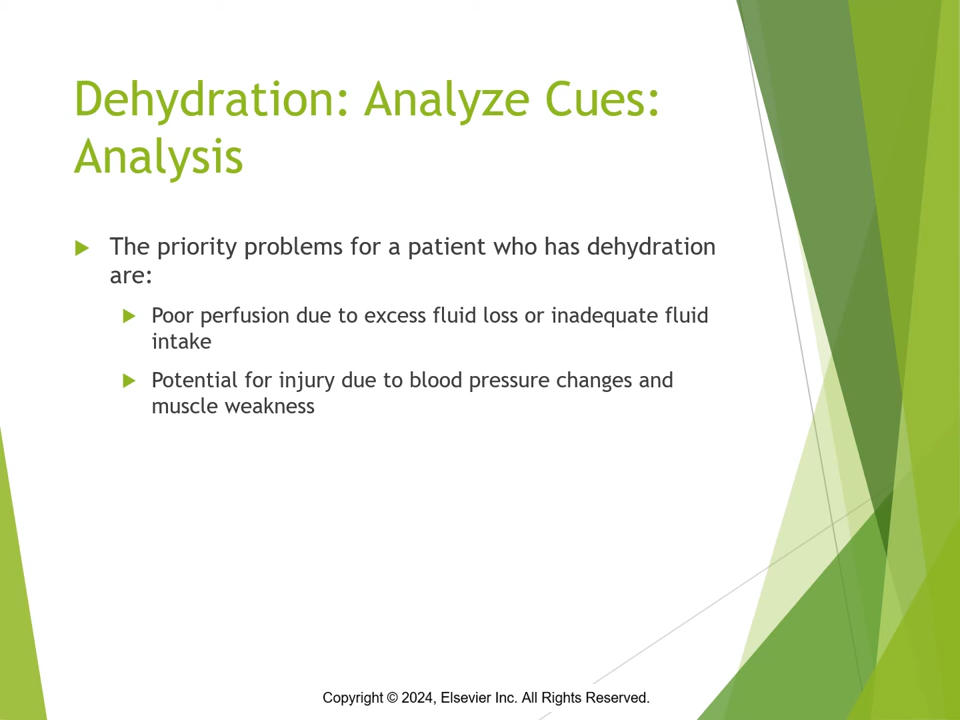 Dehydration: Analyze Cues:
Analysis
The priority problems for a patient who has dehydration
are:
Poor perfusion due to excess fluid loss or inadequate fluid
intake
Potential for injury due to blood pressure changes and
muscle weakness
Copyright © 2024, Elsevier Inc. All Rights Reserved.